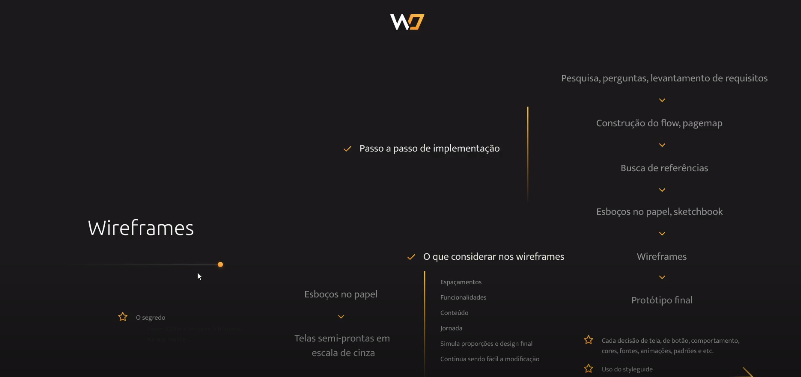 WO
Pesquisa, perguntas, levantamento de requisitos
Construção do flow, pagemap
Passo a passo de implementação
Busca de referências
Esboços no papel, sketchbook
Wireframes
O que considerar nos wireframes
Wireframes
Espaçamentos
Esboços no papel
Funcionalidades
Protótipo final
Conteúdo
O segredo
Jornada
Telas semi-prontas em
escala de cinza
Simula proporções e design final
Continua sendo fácil a modificação
Cada decisão de tela, de botão, comportamento,
cores, fontes, animações, padrões e etc.
Uso do styleguide